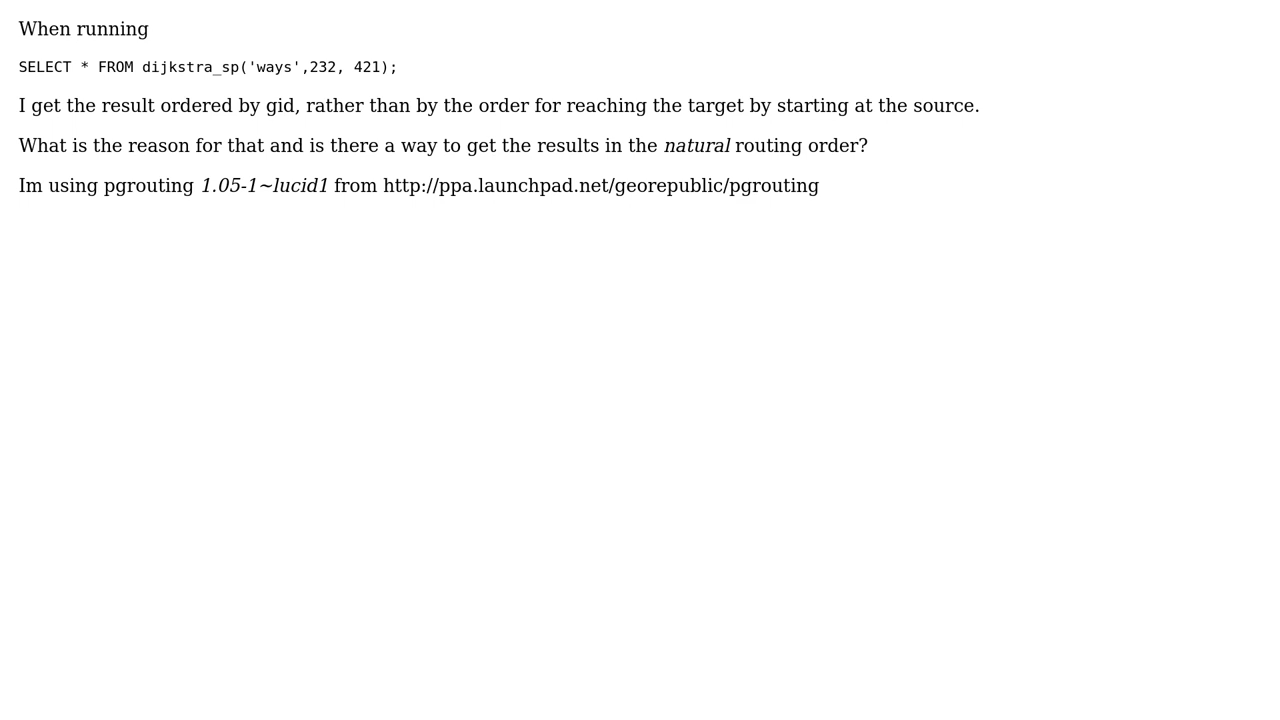 When running
SELECT * FROM dijkstra_sp('ways',232, 421);
I get the result ordered by gid, rather than by the order for reaching the target by starting at the source.
What is the reason for that and is there a way to get the results in the natural routing order?
Im using pgrouting 1.05-1~lucid1 from http://ppa.launchpad.net/georepublic/pgrouting